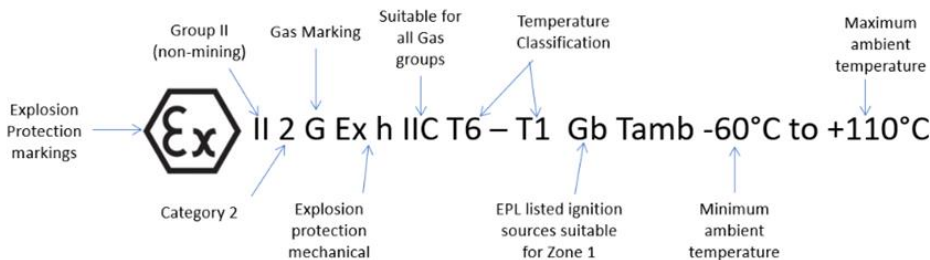 Group II
(non-mining)
Gas Marking
Suitable for
all Gas
groups
Temperature
Classification
Maximum
ambient
temperature
Explosion
Protection
markings
Ex II 2 G Ex h IIC T6 – T1 Gb Tamb -60°C to +110°C
Category 2
Explosion
protection
mechanical
EPL listed ignition
sources suitable
for Zone 1
Minimum
ambient
temperature